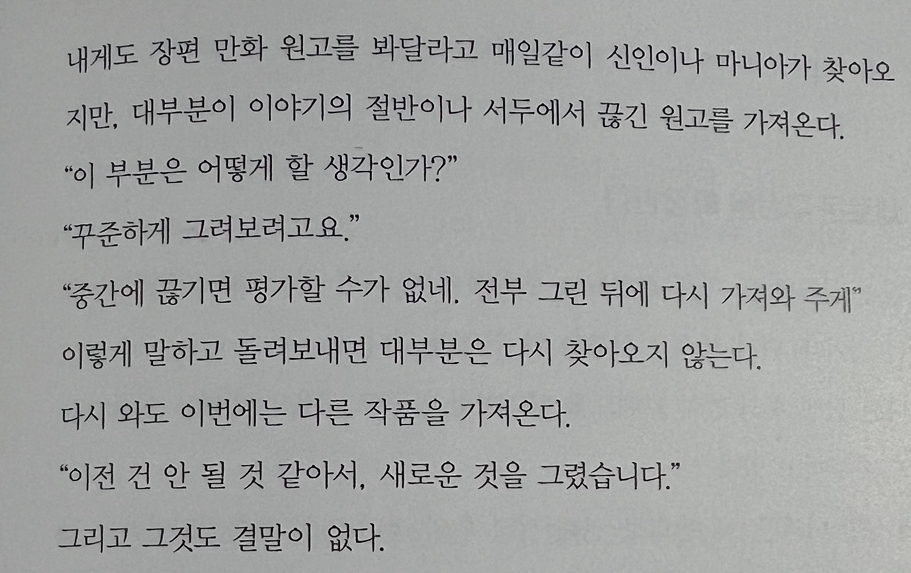 내게도 장편 만화 원고를 봐달라고 매일같이 신인이나 마니아가 찾아오
지만, 대부분이 이야기의 절반이나 서두에서 끊긴 원고를 가져온다.
“이 부분은 어떻게 할 생각인가?”
“꾸준하게 그려보려고요.”
“중간에 끊기면 평가할 수가 없네. 전부 그린 뒤에 다시 가져와 주게”
이렇게 말하고 돌려보내면 대부분은 다시 찾아오지 않는다.
다시 와도 이번에는 다른 작품을 가져온다.
“이전 건 안 될 것 같아서, 새로운 것을 그렸습니다.”
그리고 그것도 결말이 없다.